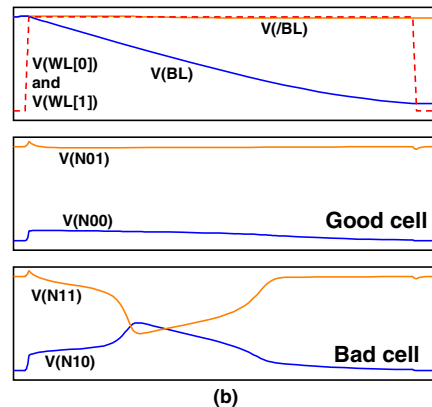 V(/BL)
V(WL[0])
and
V(WL[1])
V(BL)
V(N01)
V(N00)
Good cell
V(N11)
V(N10)
Bad cell
(b)